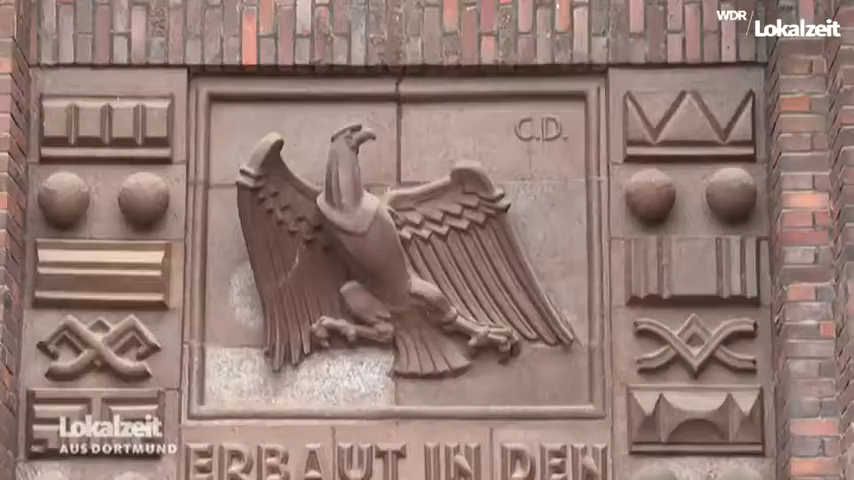 WDR / Lokalzeit
C.D.
Lokalzeit
AUS DORTMUND
ERBAUT IN DEN